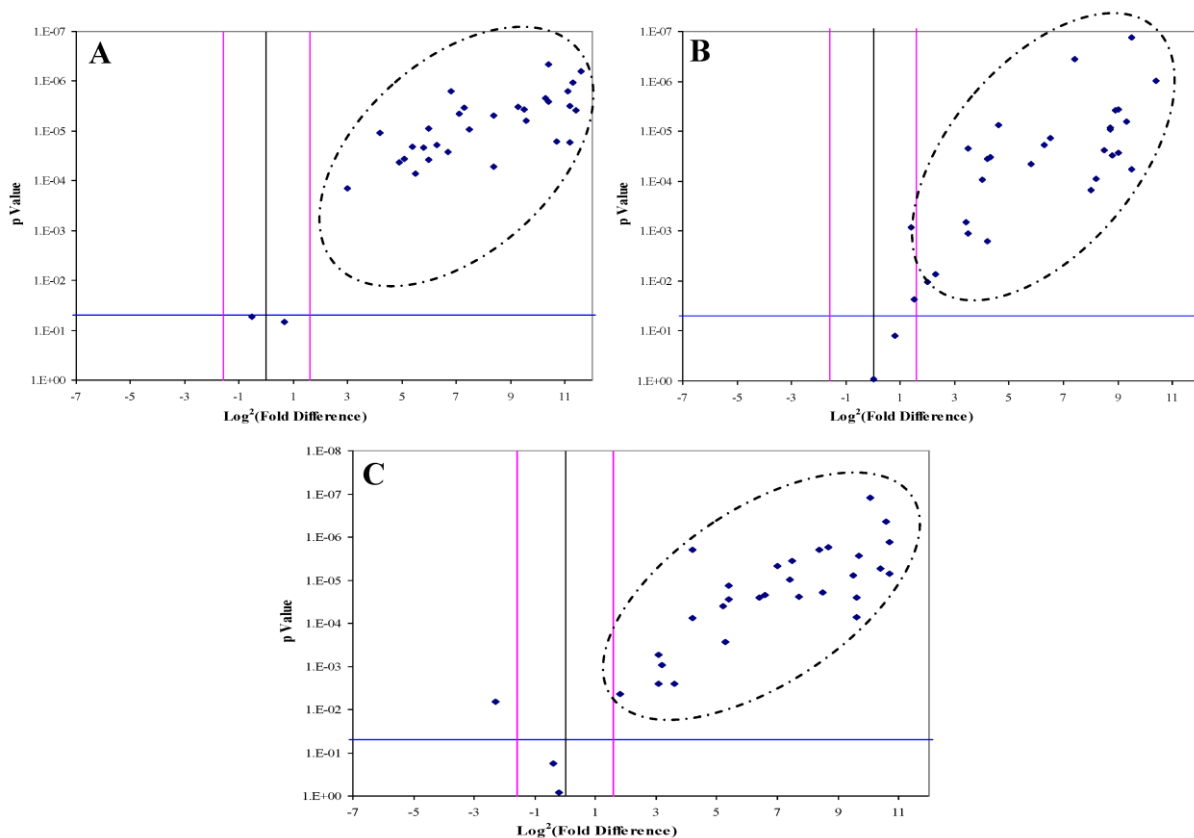 A
1.E-07
1.E-06
1.E-05
1.E-04
1.E-03
1.E-02
1.E-01
1.E+00
p Value
-7 -5 -3 -1 1 3 5 7 9 11
Log²(Fold Difference)
B
1.E-07
1.E-06
1.E-05
1.E-04
1.E-03
1.E-02
1.E-01
1.E+00
p Value
-7 -5 -3 -1 1 3 5 7 9 11
Log²(Fold Difference)
C
1.E-08
1.E-07
1.E-06
1.E-05
1.E-04
1.E-03
1.E-02
1.E-01
1.E+00
p Value
-7 -5 -3 -1 1 3 5 7 9 11
Log²(Fold Difference)